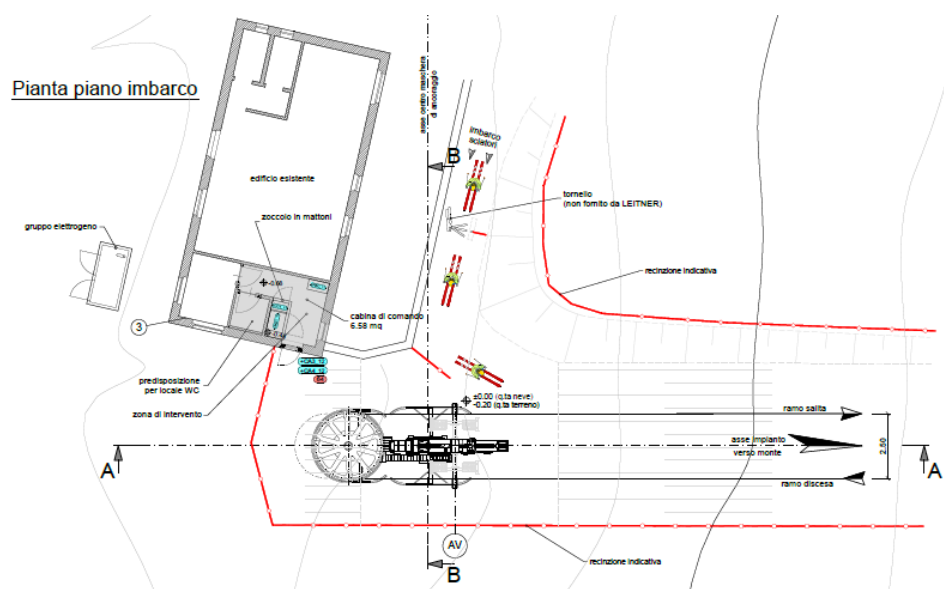 Pianta piano imbarco
asse centro maschera
di ancoraggio
B
imbarco
sciatori
edificio esistente
tornello
(non fornito da LEITNER)
zoccolo in mattoni
gruppo elettrogeno
recinzione indicativa
cabina di comando
6.58 mq
3
predisposizione
per locale WC
zona di intervento
±0.00 (q.ta neve)
-0.20 (q.ta terreno)
ramo salita
asse impianto
verso monte
2.50
A
A
ramo discesa
AV
B
recinzione indicativa